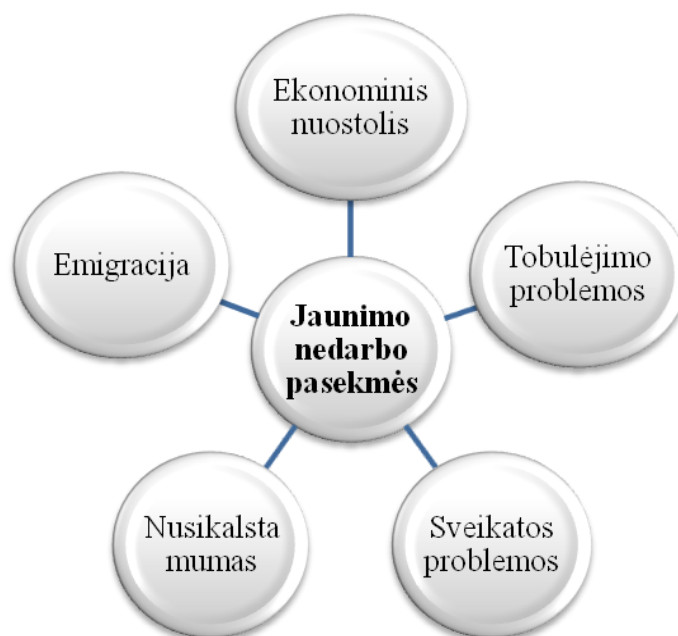 Ekonominis
nuostolis
Emigracija
Tobulėjimo
problemos
Jaunimo
nedarbo
pasekmės
Nusikalsta
mumas
Sveikatos
problemos